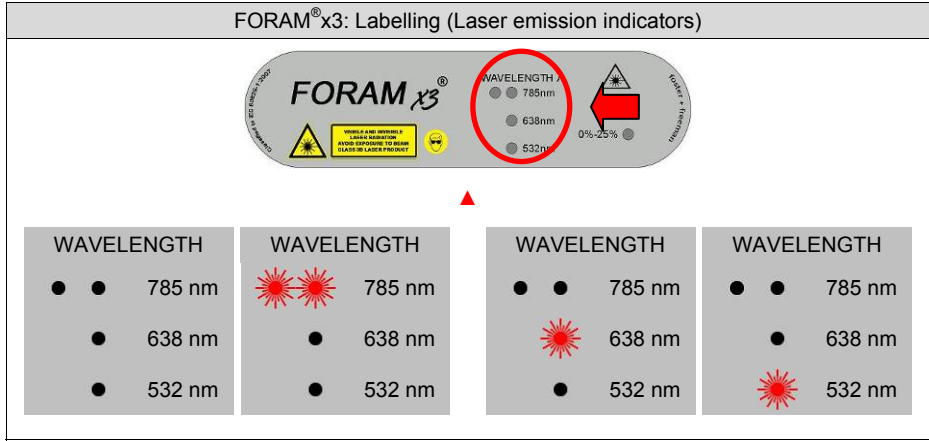 FORAM®x3: Labelling (Laser emission indicators)
FORAM x3®
WAVELENGTH
785nm
638nm
532nm
0%-25%
foster + freeman
VISIBLE AND INVISIBLE
LASER RADIATION
AVOID EXPOSURE TO BEAM
CLASS 3B LASER PRODUCT
WAVELENGTH
785 nm
638 nm
532 nm
WAVELENGTH
785 nm
638 nm
532 nm
WAVELENGTH
785 nm
638 nm
532 nm
WAVELENGTH
785 nm
638 nm
532 nm